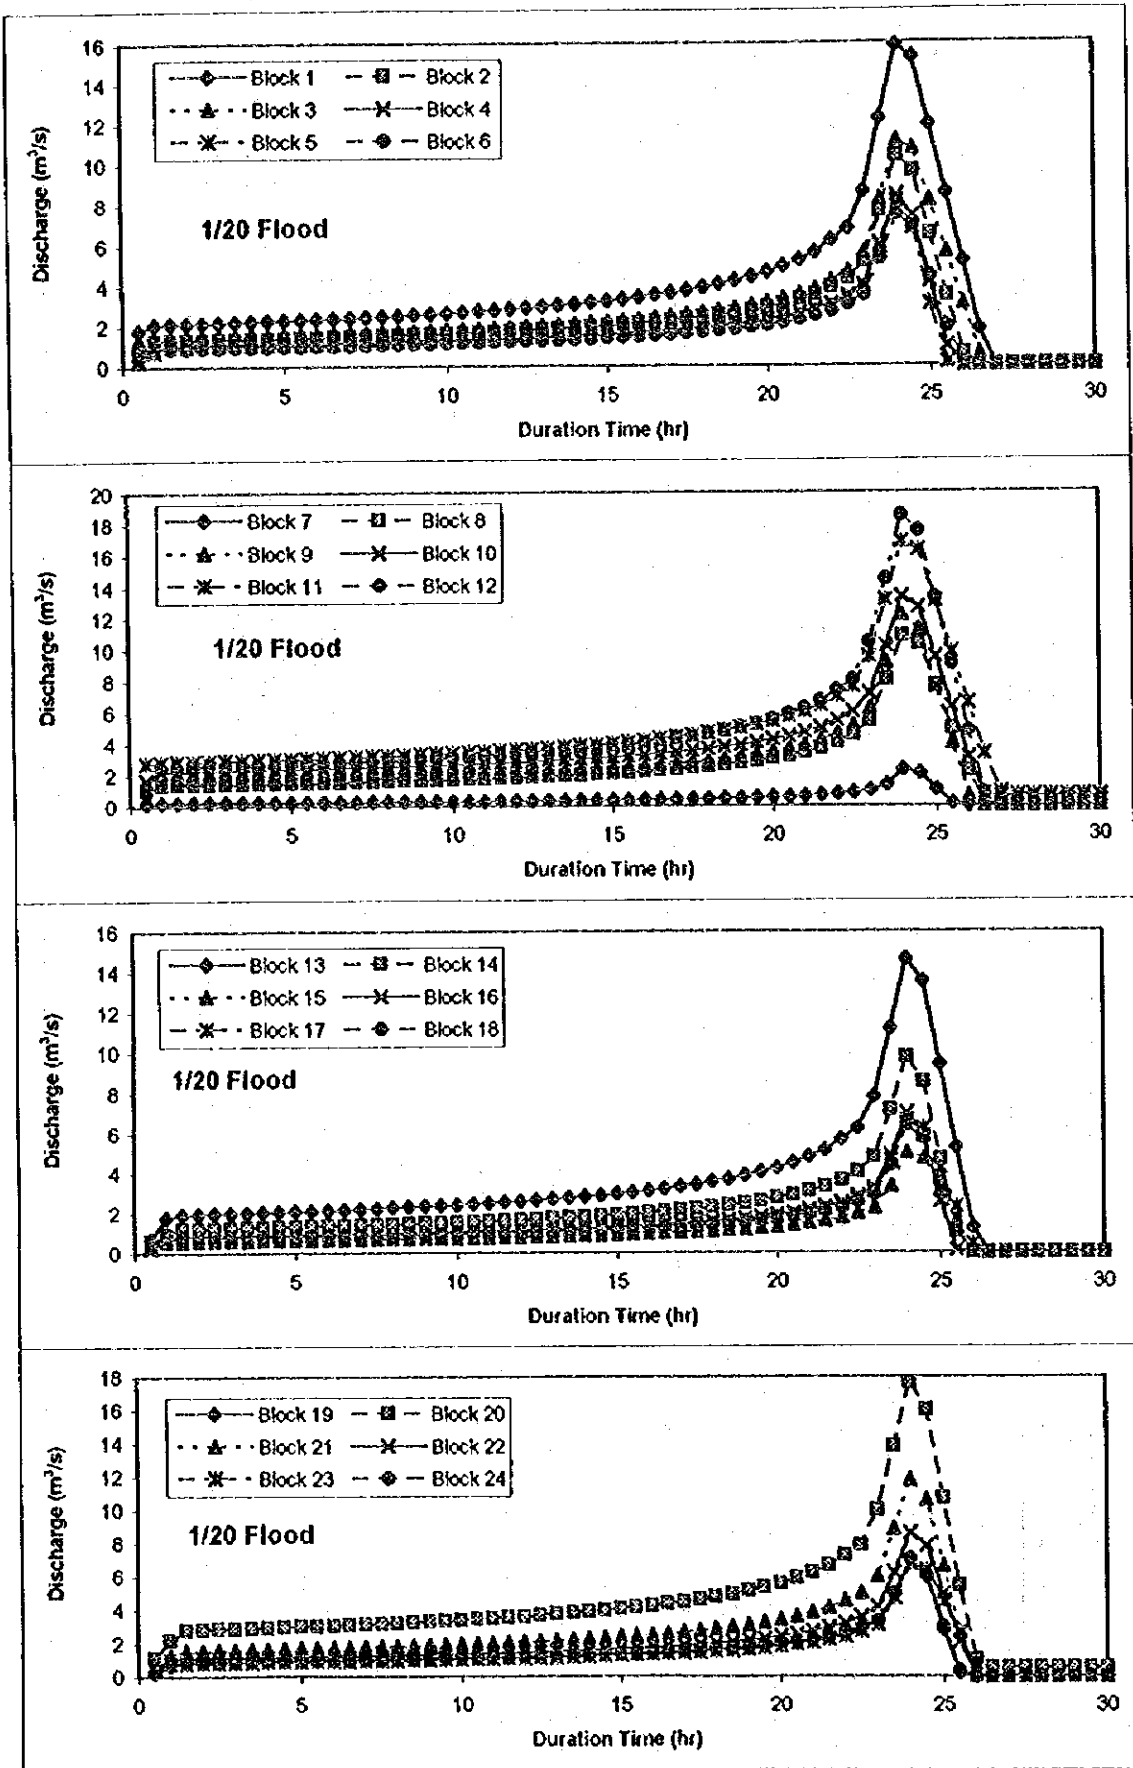 16
14
12
10
8
6
4
2
0
Discharge (m³/s)
Block 1 Block 2
Block 3 Block 4
Block 5 Block 6
1/20 Flood
0 5 10 15 20 25 30
Duration Time (hr)
20
18
16
14
12
10
8
6
4
2
0
Discharge (m³/s)
Block 7 Block 8
Block 9 Block 10
Block 11 Block 12
1/20 Flood
0 5 10 15 20 25 30
Duration Time (hr)
16
14
12
10
8
6
4
2
0
Discharge (m³/s)
Block 13 Block 14
Block 15 Block 16
Block 17 Block 18
1/20 Flood
0 5 10 15 20 25 30
Duration Time (hr)
18
16
14
12
10
8
6
4
2
0
Discharge (m³/s)
Block 19 Block 20
Block 21 Block 22
Block 23 Block 24
1/20 Flood
0 5 10 15 20 25 30
Duration Time (hr)